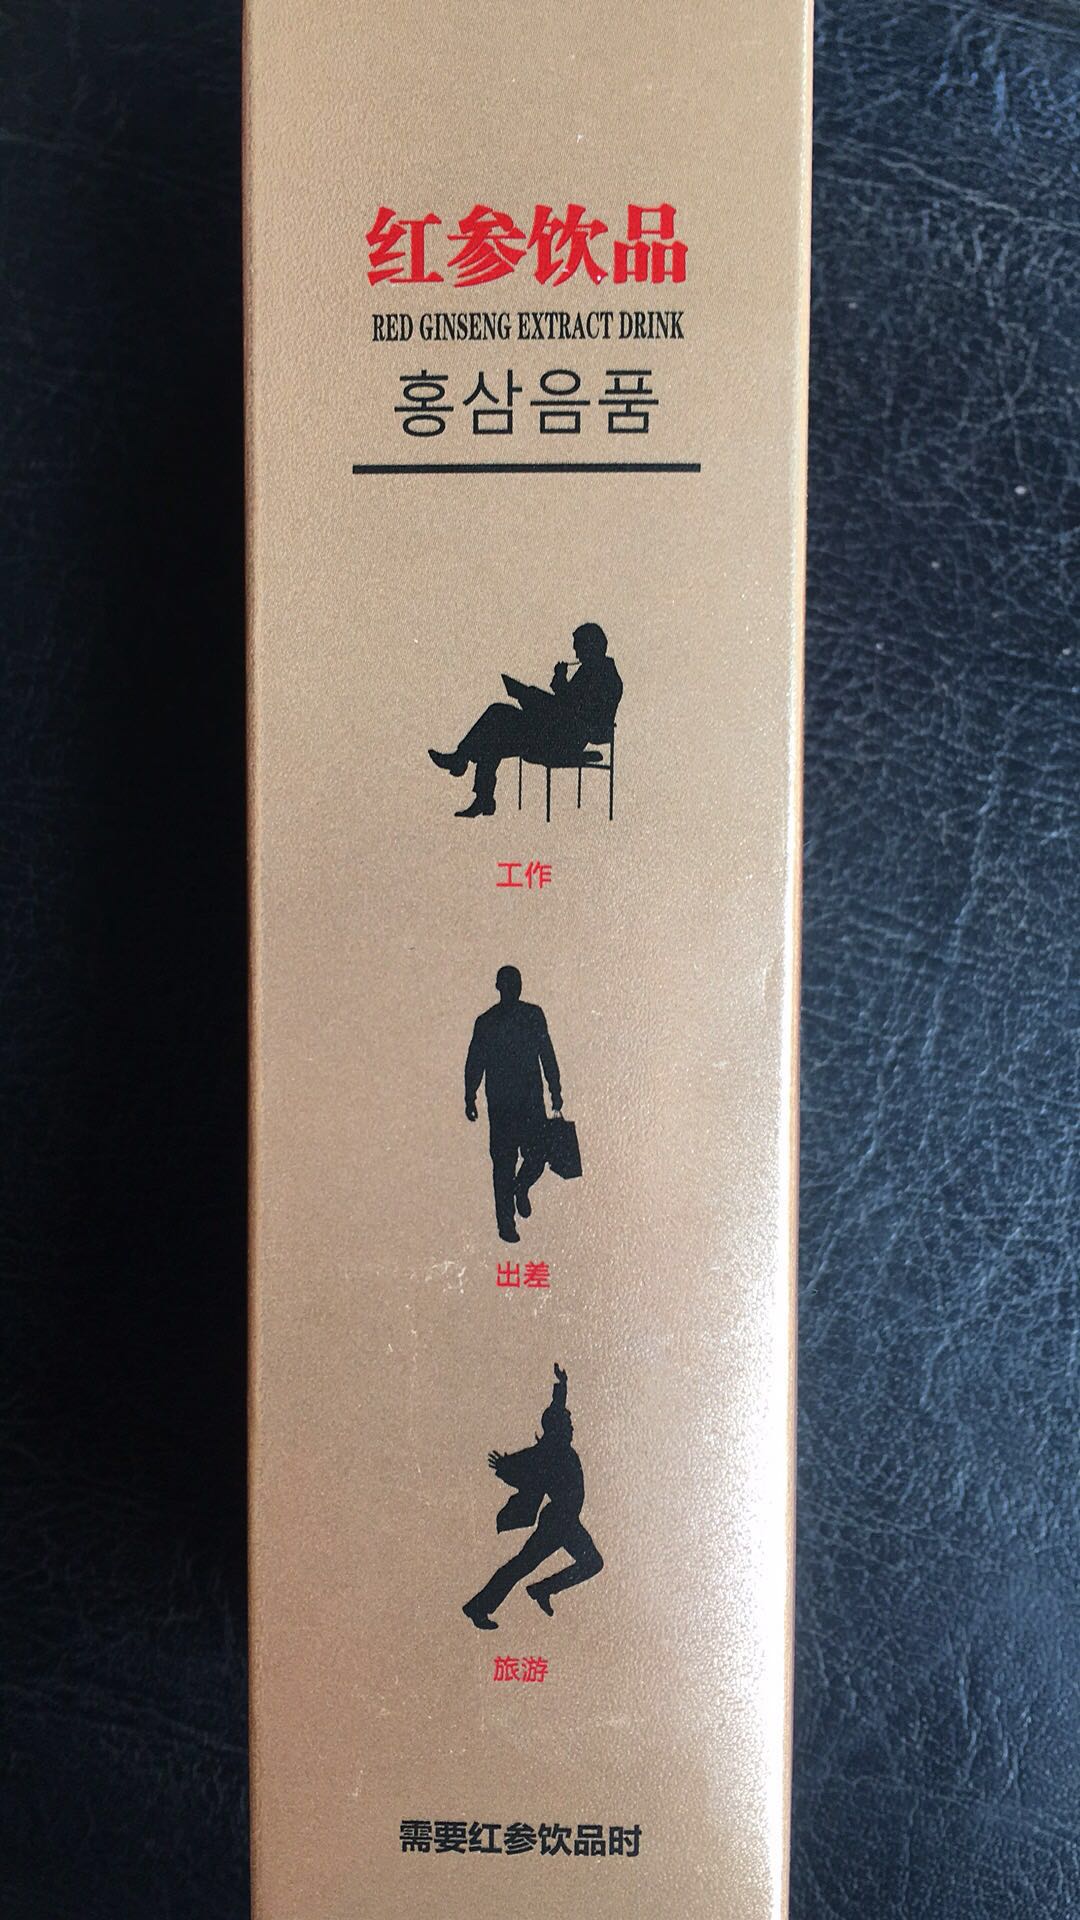 红参饮品
RED GINSENG EXTRACT DRINK
홍삼음품
工作
出差
旅游
需要红参饮品时